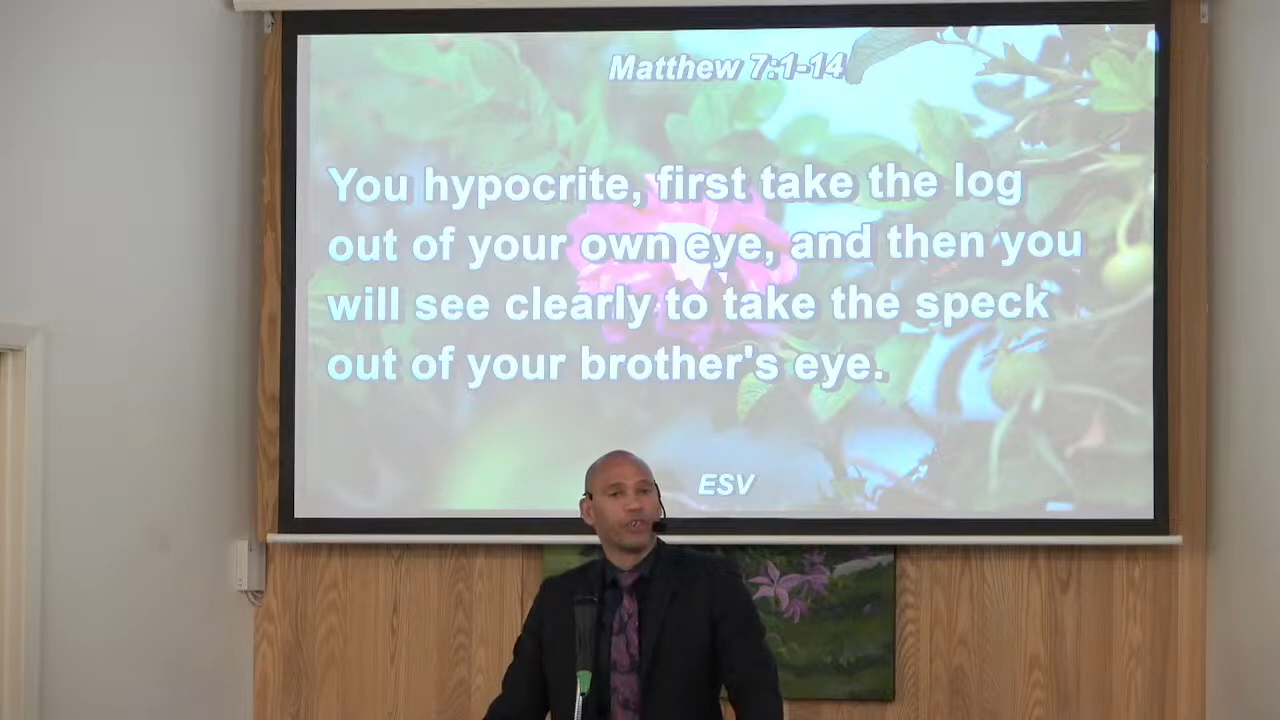 Matthew 7:1-14
You hypocrite, first take the log
out of your own eye, and then you
will see clearly to take the speck
out of your brother's eye.
ESV